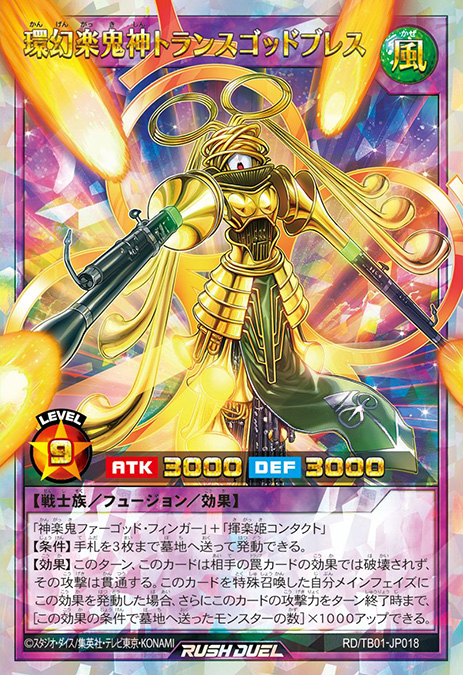 かんげんがっきしん
環幻楽鬼神トランスゴッドブレス
かぜ
風
LEVEL
9
ATK 3000 DEF 3000
【戦士族／フュージョン／効果】
「神楽鬼ファーゴッド・フィンガー」＋「揮楽姫コンタクト」
【条件】手札を3枚まで墓地へ送って発動できる。
【効果】このターン、このカードは相手の罠カードの効果では破壊されず、
その攻撃は貫通する。このカードを特殊召喚した自分メインフェイズに
この効果を発動した場合、さらにこのカードの攻撃力をターン終了時まで、
［この効果の条件で墓地へ送ったモンスターの数］×1000アップできる。
©スタジオ・ダイス/集英社・テレビ東京・KONAMI
RUSH DUEL
RD/TB01-JP018